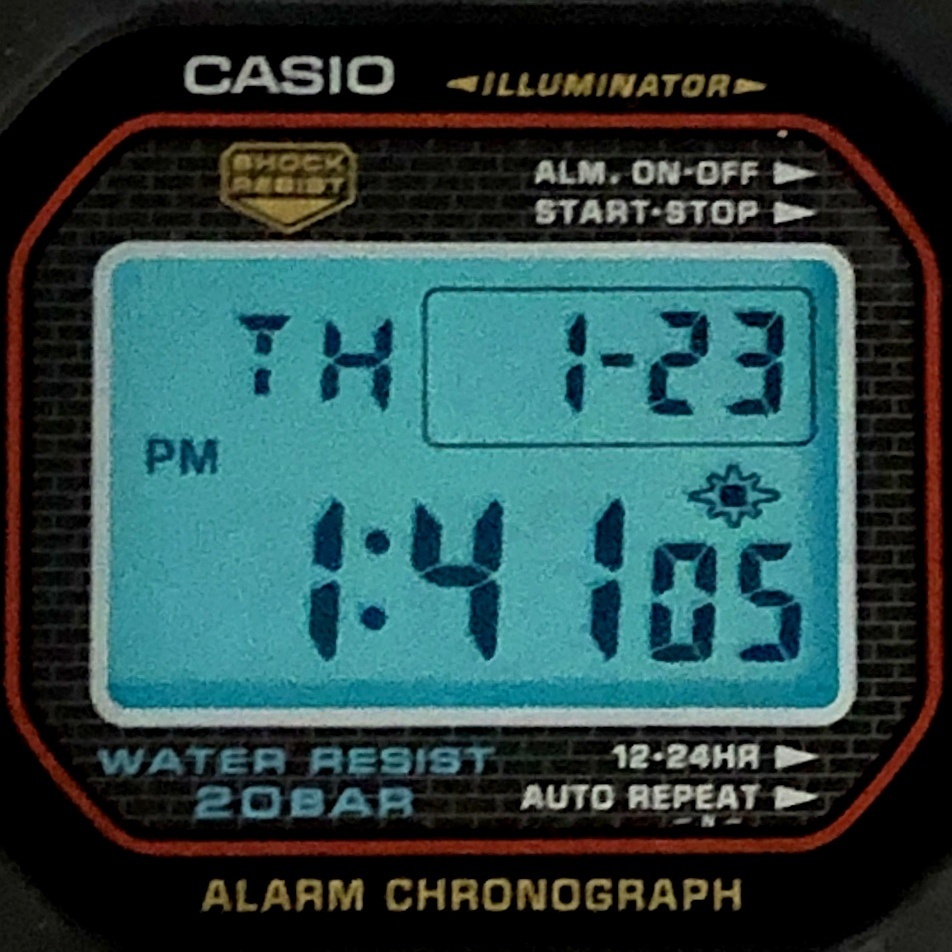 CASIO ILLUMINATOR
SHOCK
RESIST
ALM. ON-OFF
START•STOP
TH 1-23
PM
1:41 05
WATER RESIST
20BAR
12•24HR
AUTO REPEAT
ALARM CHRONOGRAPH